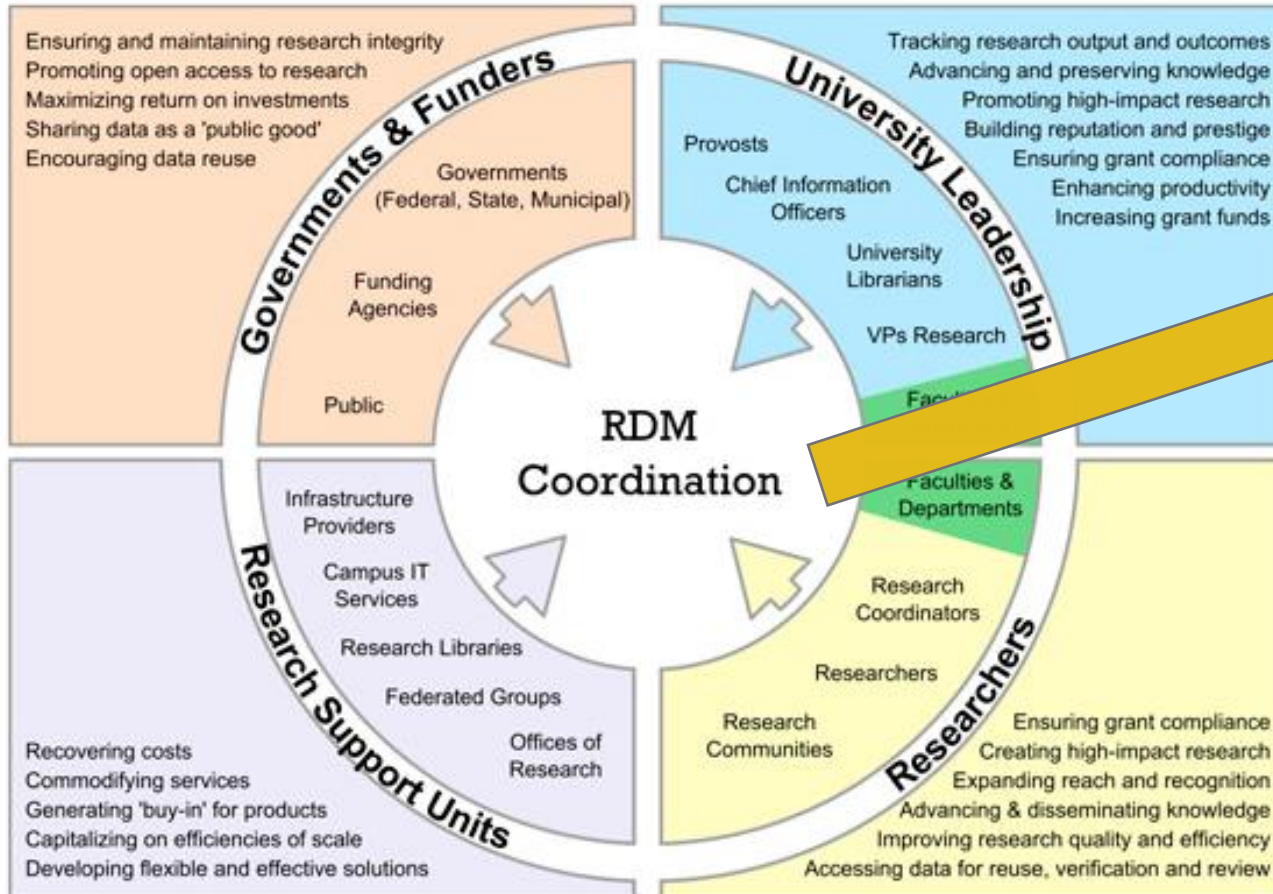 Ensuring and maintaining research integrity
Promoting open access to research
Maximizing return on investments
Sharing data as a 'public good'
Encouraging data reuse
Governments & Funders
Governments
(Federal, State, Municipal)
Funding
Agencies
Public
University Leadership
Tracking research output and outcomes
Advancing and preserving knowledge
Promoting high-impact research
Building reputation and prestige
Ensuring grant compliance
Enhancing productivity
Increasing grant funds
Provosts
Chief Information
Officers
University
Librarians
VPs Research
RDM
Coordination
Infrastructure
Providers
Campus IT
Services
Research Libraries
Federated Groups
Offices of
Research
Research Support Units
Recovering costs
Commodifying services
Generating 'buy-in' for products
Capitalizing on efficiencies of scale
Developing flexible and effective solutions
Faculties &
Departments
Research
Coordinators
Researchers
Research
Communities
Researchers
Ensuring grant compliance
Creating high-impact research
Expanding reach and recognition
Advancing & disseminating knowledge
Improving research quality and efficiency
Accessing data for reuse, verification and review